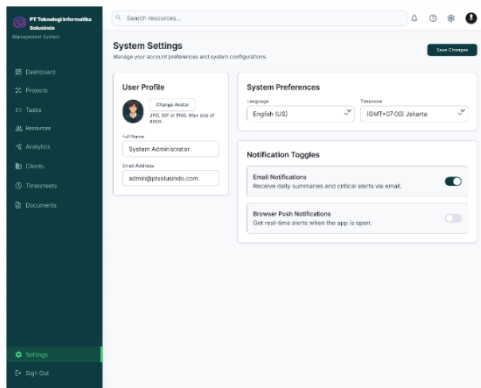 PT Teknologi Informatika
Solusindo
Management System
Dashboard
Projects
Tasks
Resources
Analytics
Clients
Timesheets
Documents
Settings
Sign Out
Search resources...
System Settings
Manage your account preferences and system configurations.
Save Changes
User Profile
Change Avatar
JPG, GIF or PNG. Max size of
Full Name
System Administrator
Email Address
admin@ptsolusindo.com
System Preferences
Language
English (US)
Timezone
(GMT+07:00) Jakarta
Notification Toggles
Email Notifications
Receive daily summaries and critical alerts via email.
Browser Push Notifications
Get real-time alerts when the app is open.